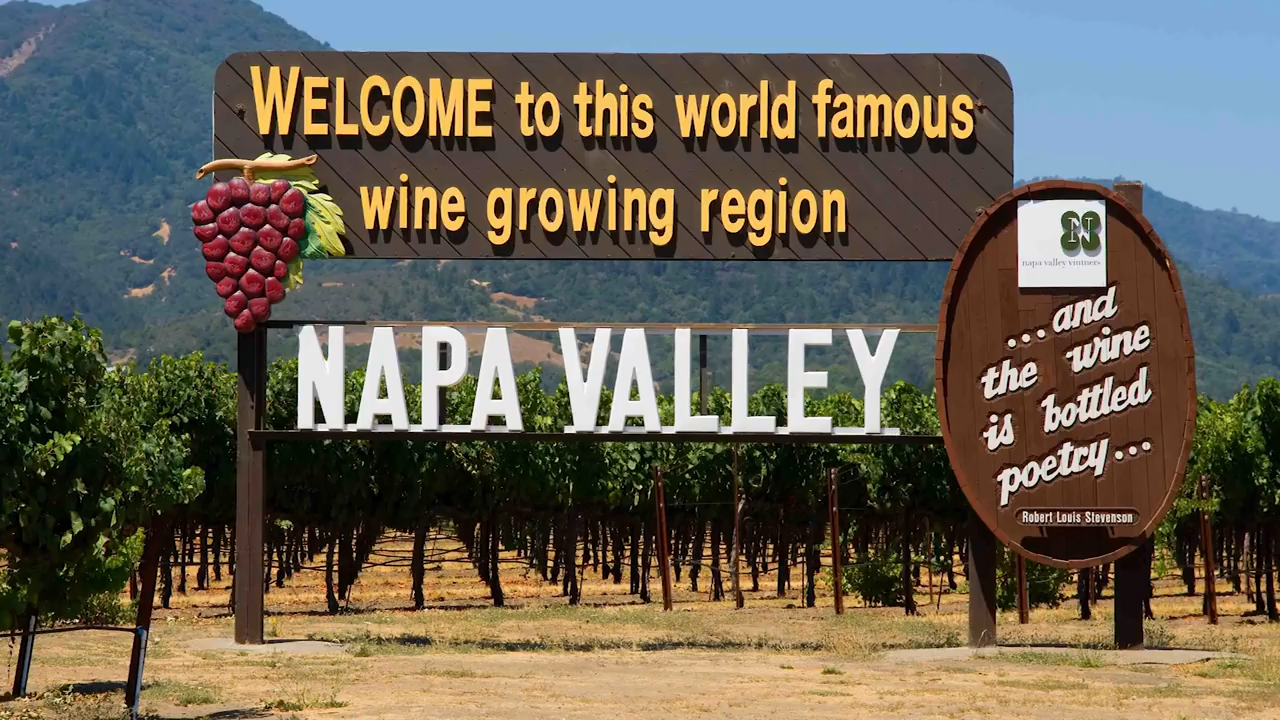 WELCOME to this world famous
wine growing region
NAPA VALLEY
N
napa valley vintners
...and
the wine
is bottled
poetry...
Robert Louis Stevenson